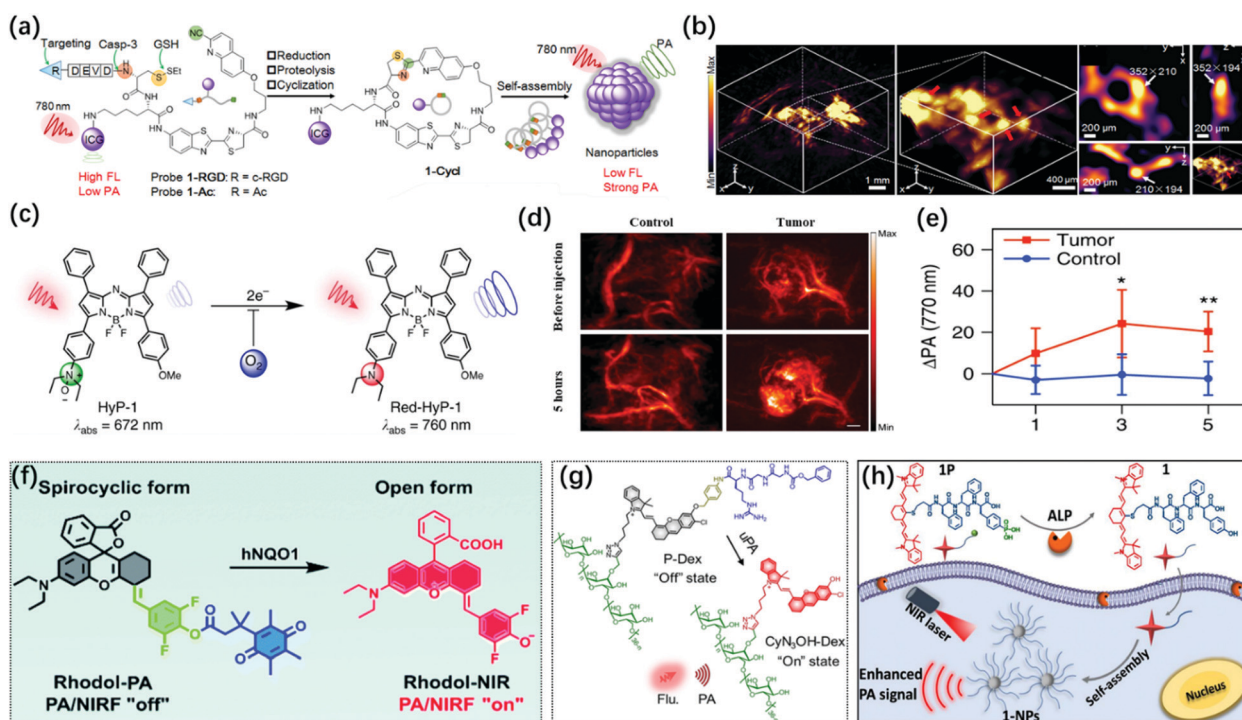 (a)
Targeting
Casp-3
GSH
R D E V D N
H
S S SEt
NC
780 nm
ICG
High FL
Low PA
Probe 1-RGD: R = c-RGD
Probe 1-Ac: R = Ac
Reduction
Proteolysis
Cyclization
1-Cycl
ICG
Self-assembly
780 nm
PA
Nanoparticles
Low FL
Strong PA
(b)
Max
Min
z
x y
1 mm
z
x y
400 μm
y
x
352×210
200 μm
z
352×194
200 μm
y
z
200 μm
210×194
(c)
2e⁻
O₂
OMe
HyP-1
λabs = 672 nm
OMe
Red-HyP-1
λabs = 760 nm
(d)
Control
Tumor
Before injection
5 hours
Max
Min
(e)
Tumor
Control
ΔPA (770 nm)
60
40
20
0
*
**
1
3
5
(f)
Spirocyclic form
Open form
hNQO1
COOH
Rhodol-PA
PA/NIRF "off"
Rhodol-NIR
PA/NIRF "on"
(g)
P-Dex
"Off" state
uPA
CyN₃OH-Dex
"On" state
Flu.
PA
(h)
1P
1
ALP
NIR laser
Enhanced
PA signal
Self-assembly
1-NPs
Nucleus